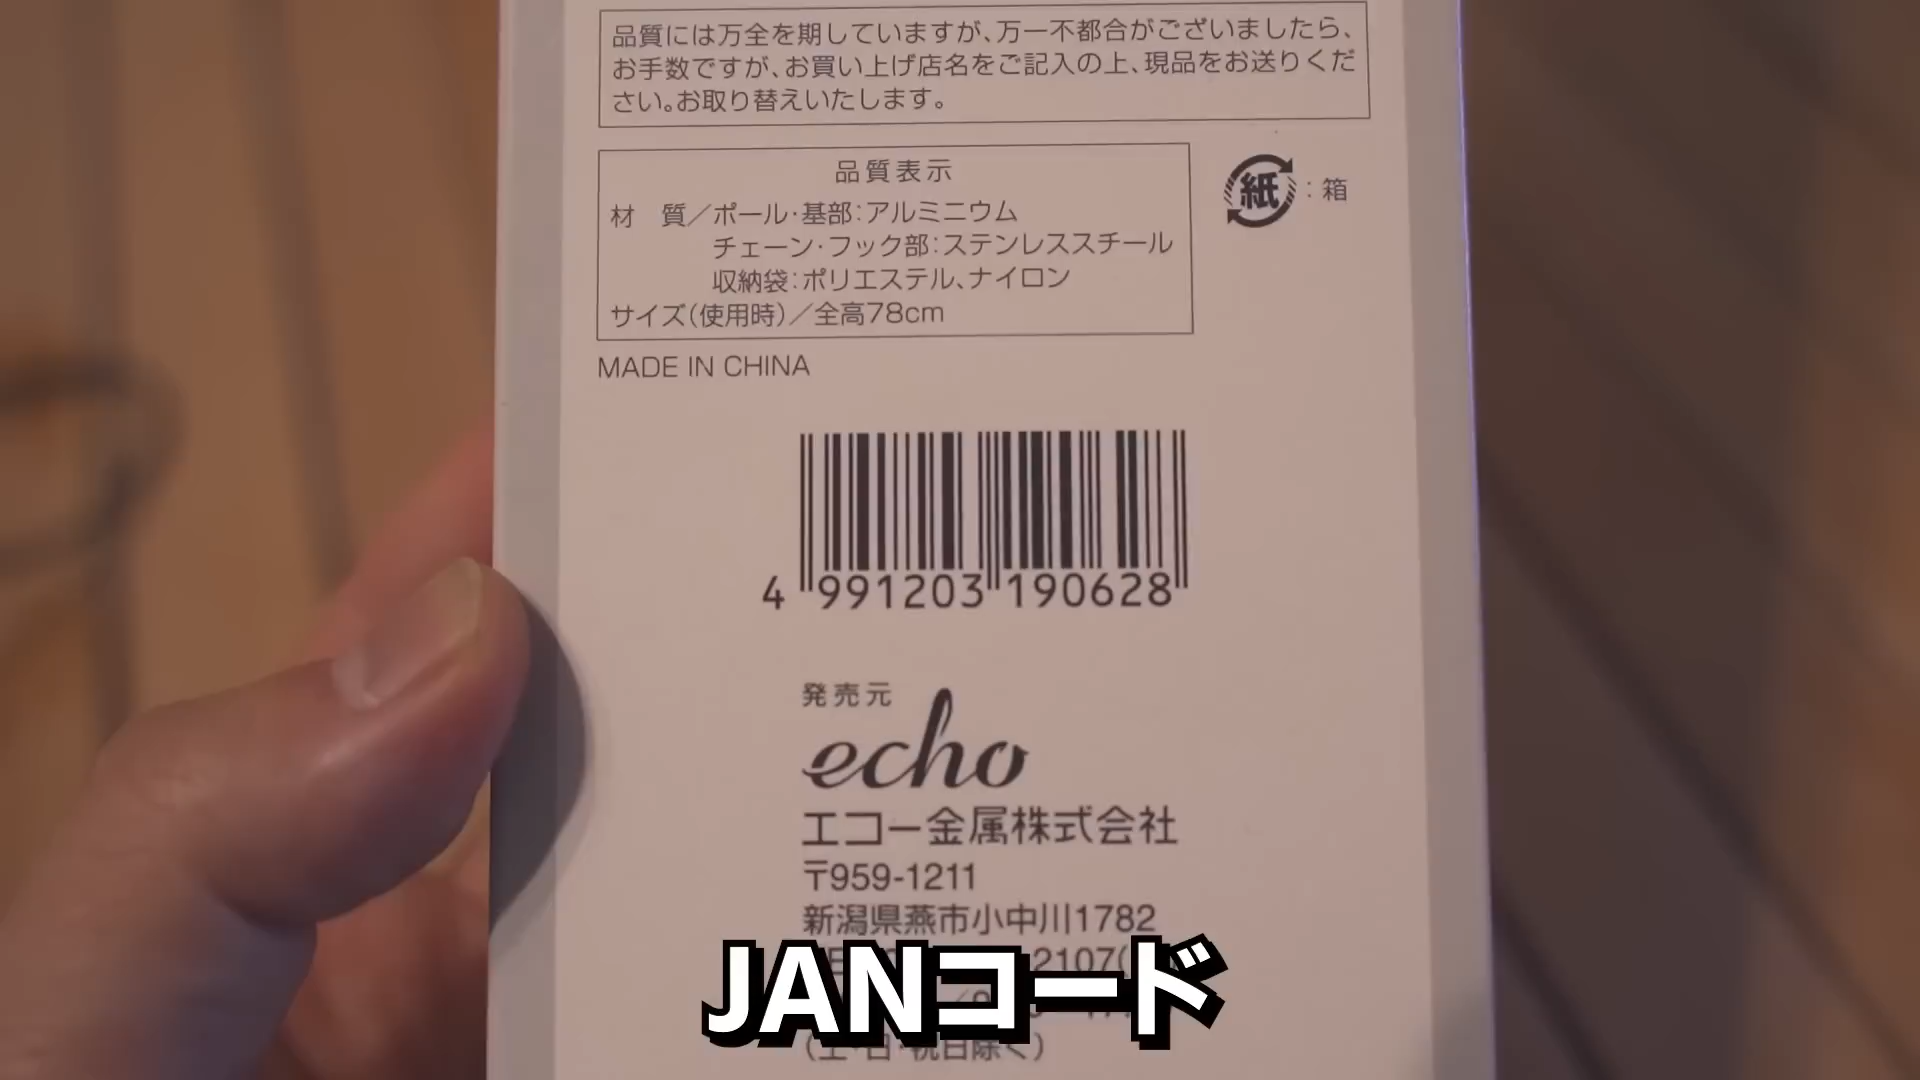 品質には万全を期していますが、万一不都合がございましたら、
お手数ですが、お買い上げ店名をご記入の上、現品をお送りくだ
さい。お取り替えいたします。
品質表示
材　質／ポール・基部：アルミニウム
チェーン・フック部：ステンレススチール
収納袋：ポリエステル、ナイロン
サイズ（使用時）／全高78cm
紙：箱
MADE IN CHINA
4 991203 190628
発売元
echo
エコー金属株式会社
〒959-1211
新潟県燕市小中川1782
2107(
JANコード
(土・日・祝日除く)